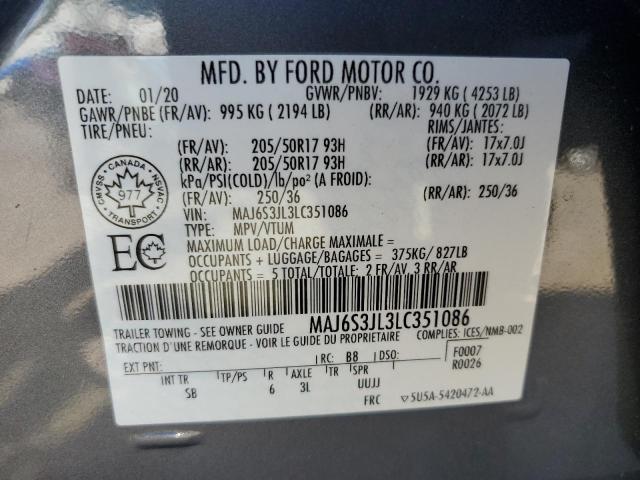 MFD. BY FORD MOTOR CO.
DATE: 01/20 GVWR/PNBV: 1929 KG ( 4253 LB)
GAWR/PNBE (FR/AV): 995 KG ( 2194 LB) (RR/AR): 940 KG ( 2072 LB)
TIRE/PNEU: RIMS/JANTES:
(FR/AV): 205/50R17 93H (FR/AV): 17x7.0J
(RR/AR): 205/50R17 93H (RR/AR): 17x7.0J
kPa/PSI(COLD)/lb/po² (A FROID):
(FR/AV): 250/36 (RR/AR): 250/36
VIN: MAJ6S3JL3LC351086
TYPE: MPV/VTUM
CANADA
CMVSS NSVAC
977
TRANSPORT
EC
MAXIMUM LOAD/CHARGE MAXIMALE =
OCCUPANTS + LUGGAGE/BAGAGES = 375KG/ 827LB
OCCUPANTS = 5 TOTAL/TOTALE: 2 FR/AV, 3 RR/AR
MAJ6S3JL3LC351086
TRAILER TOWING - SEE OWNER GUIDE COMPLIES: ICES/NMB-002
TRACTION D'UNE REMORQUE - VOIR LE GUIDE DU PROPRIETAIRE
EXT PNT: RC: B8 DSO: F0007
R0026
INT TR TP/PS R AXLE TR SPR
SB 6 3L UUJJ
FRC ▽5U5A-5420472-AA